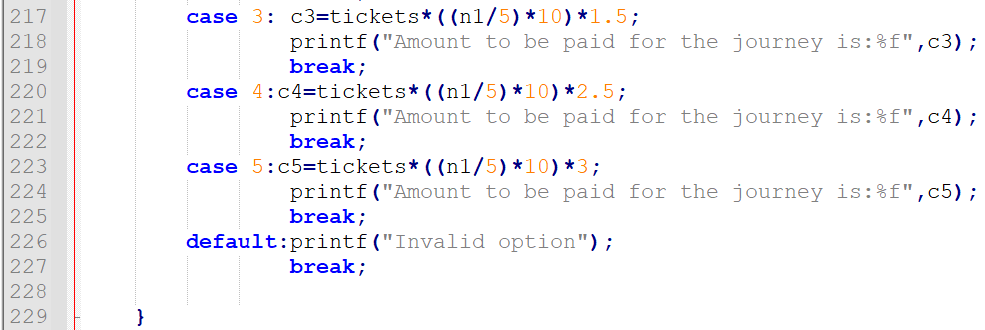 217 case 3: c3=tickets*((n1/5)*10)*1.5;
218 printf("Amount to be paid for the journey is:%f",c3);
219 break;
220 case 4:c4=tickets*((n1/5)*10)*2.5;
221 printf("Amount to be paid for the journey is:%f",c4);
222 break;
223 case 5:c5=tickets*((n1/5)*10)*3;
224 printf("Amount to be paid for the journey is:%f",c5);
225 break;
226 default:printf("Invalid option");
227 break;
228
229 }